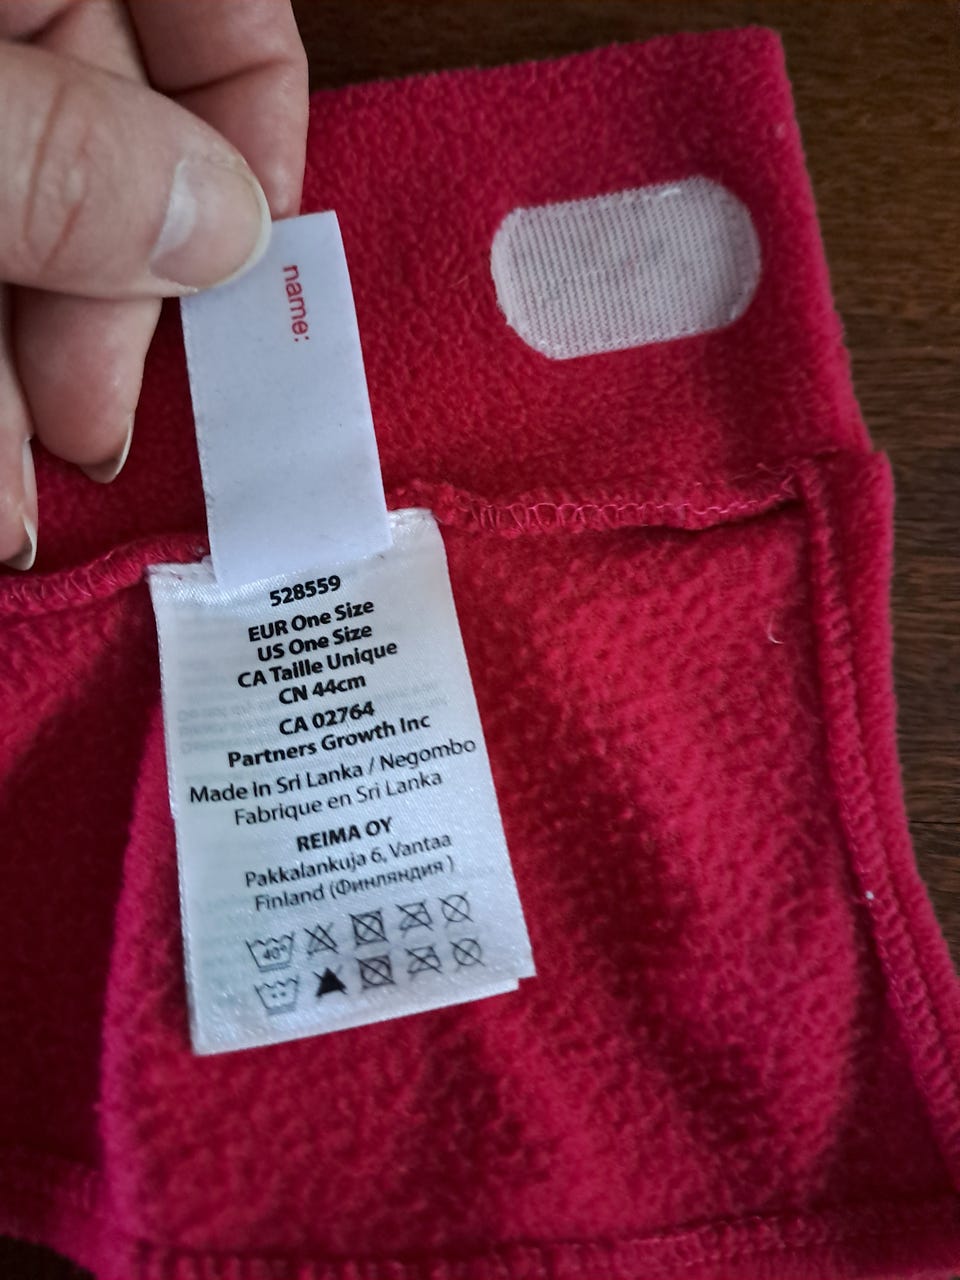 name:
528559
EUR One Size
US One Size
CA Taille Unique
CN 44cm
CA 02764
Partners Growth Inc
Made In Sri Lanka / Negombo
Fabrique en Sri Lanka
REIMA OY
Pakkalankuja 6, Vantaa
Finland (Финляндия )
40°